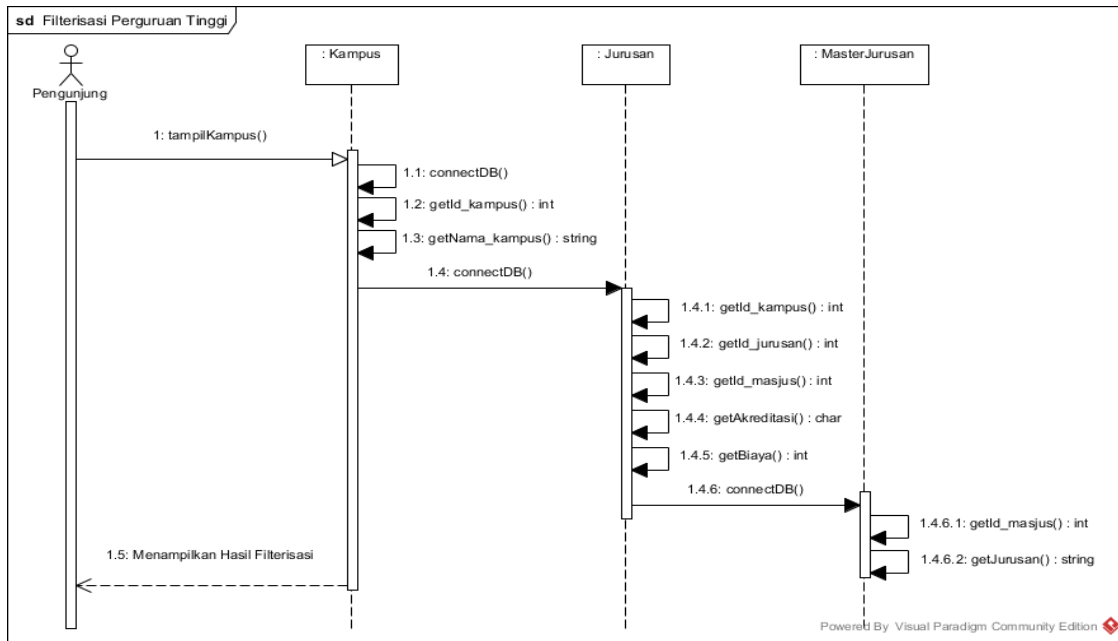 sd Filterisasi Perguruan Tinggi
: Kampus
: Jurusan
: MasterJurusan
Pengunjung
1: tampilKampus()
1.1: connectDB()
1.2: getId_kampus() : int
1.3: getNama_kampus() : string
1.4: connectDB()
1.4.1: getId_kampus() : int
1.4.2: getId_jurusan() : int
1.4.3: getId_masjus() : int
1.4.4: getAkreditasi() : char
1.4.5: getBiaya() : int
1.4.6: connectDB()
1.4.6.1: getId_masjus() : int
1.4.6.2: getJurusan() : string
1.5: Menampilkan Hasil Filterisasi
Powered By Visual Paradigm Community Edition